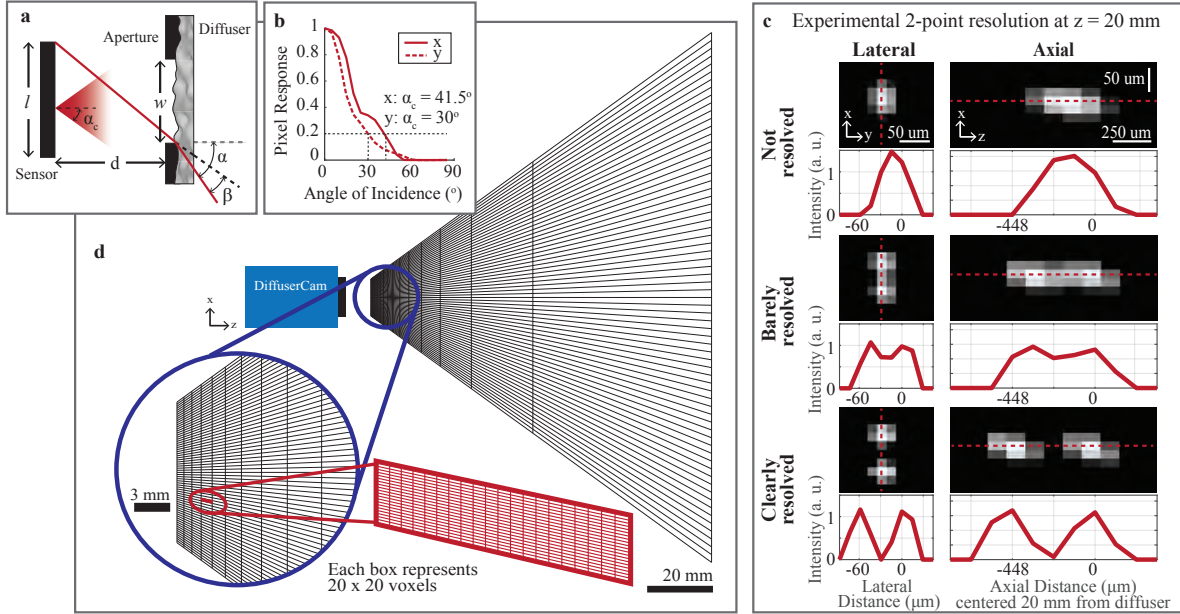 a
Aperture
Diffuser
l
w
α
c
α
β
d
Sensor
b
Pixel Response
1
0.8
0.6
0.4
0.2
0
x
y
x: αc = 41.5°
y: αc = 30°
0 30 60 90
Angle of Incidence (°)
c Experimental 2-point resolution at z = 20 mm
Lateral
Axial
Not
resolved
x
y
50 um
x
z
50 um
250 um
Intensity (a. u.)
1
0
-60 0
-448 0
Barely
resolved
Intensity (a. u.)
1
0
-60 0
-448 0
Clearly
resolved
Intensity (a. u.)
1
0
-60 0
-448 0
Lateral
Distance (μm)
Axial Distance (μm)
centered 20 mm from diffuser
d
DiffuserCam
x
z
3 mm
Each box represents
20 x 20 voxels
20 mm